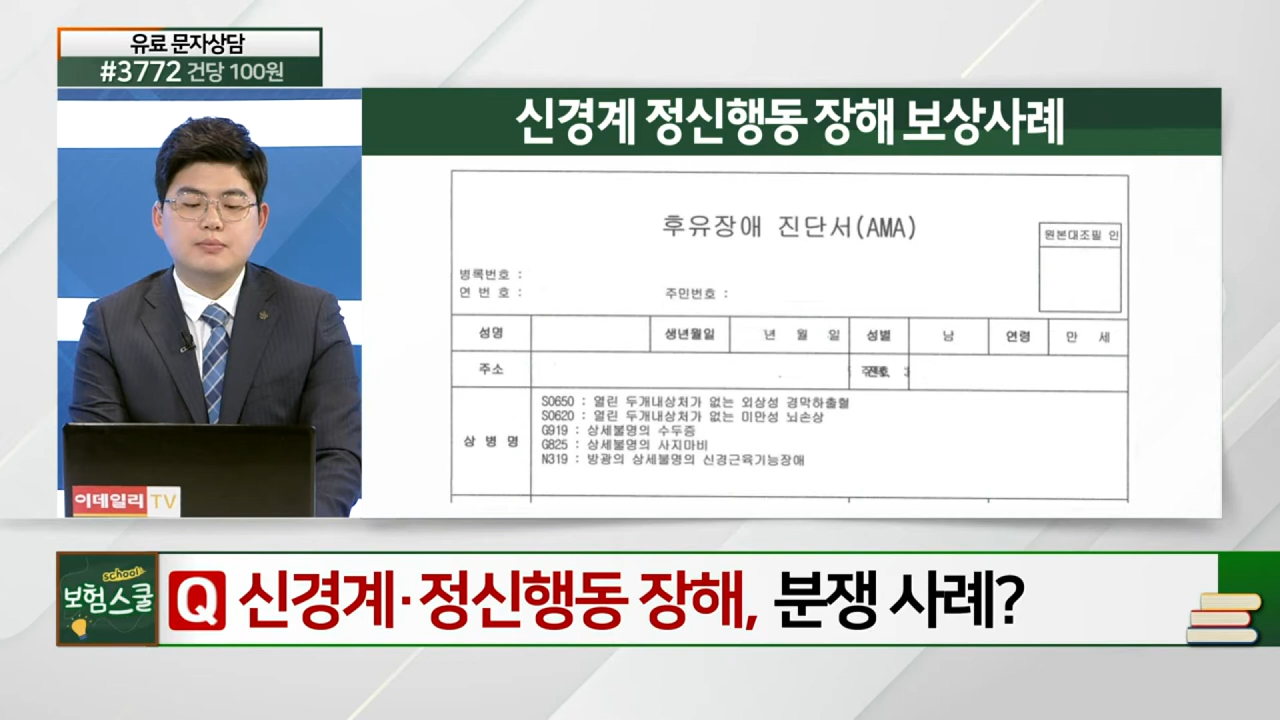 유료 문자상담
#3772 건당 100원
신경계 정신행동 장해 보상사례
후유장애 진단서(AMA)
원본대조필 인
병록번호 :
연 번 호 :
주민번호 :
성명
생년월일
년 월 일
성별
남
연령
만 세
주소
상 병 명
S0650 : 열린 두개내상처가 없는 외상성 경막하출혈
S0620 : 열린 두개내상처가 없는 미만성 뇌손상
G919 : 상세불명의 수두증
G825 : 상세불명의 사지마비
N319 : 방광의 상세불명의 신경근육기능장애
이데일리 TV
school
보험스쿨
Q 신경계·정신행동 장해, 분쟁 사례?